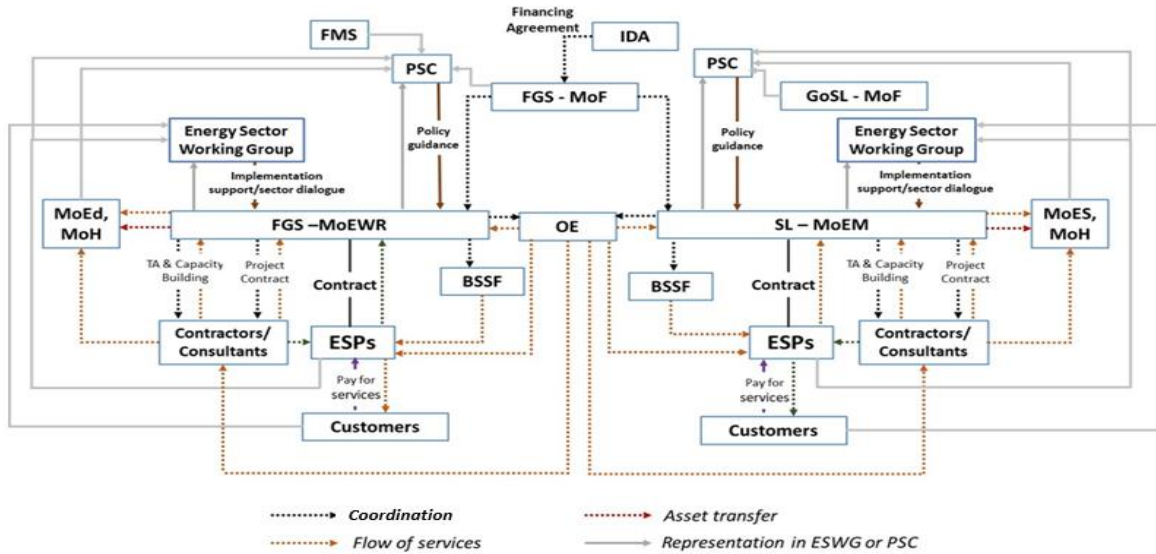 Financing
Agreement
FMS
IDA
PSC
PSC
FGS - MoF
GoSL - MoF
Energy Sector
Working Group
Policy
guidance
Policy
guidance
Energy Sector
Working Group
Implementation
support/sector dialogue
Implementation
support/sector dialogue
MoEd,
MoH
FGS –MoEWR
OE
SL – MoEM
MoES,
MoH
TA & Capacity
Building
Project
Contract
Contract
BSSF
BSSF
Contract
TA & Capacity
Building
Project
Contract
Contractors/
Consultants
ESPs
ESPs
Contractors/
Consultants
Pay for
services
Pay for
services
Customers
Customers
Coordination
Asset transfer
Flow of services
Representation in ESWG or PSC